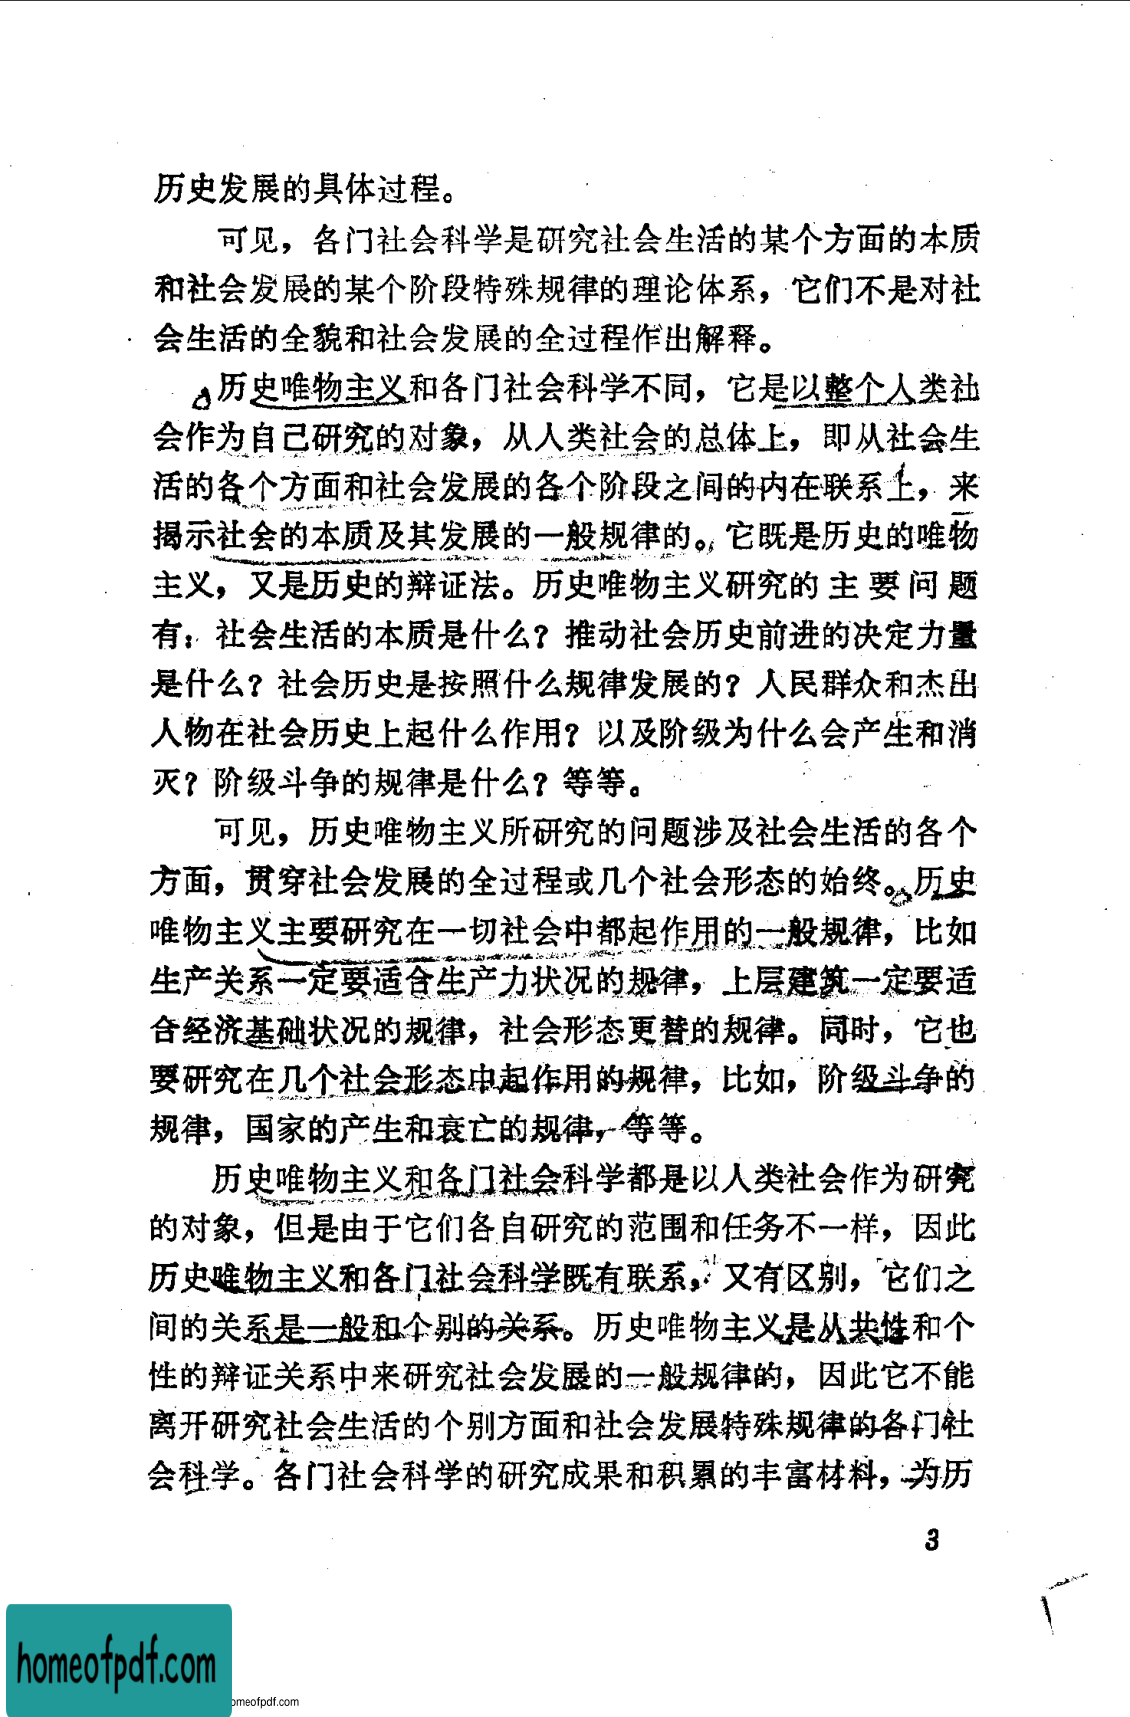 历史发展的具体过程。
可见，各门社会科学是研究社会生活的某个方面的本质
和社会发展的某个阶段特殊规律的理论体系，它们不是对社
会生活的全貌和社会发展的全过程作出解释。
历史唯物主义和各门社会科学不同，它是以整个人类社
会作为自己研究的对象，从人类社会的总体上，即从社会生
活的各个方面和社会发展的各个阶段之间的内在联系上，来
揭示社会的本质及其发展的一般规律的。它既是历史的唯物
主义，又是历史的辩证法。历史唯物主义研究的主要问题
有：社会生活的本质是什么？推动社会历史前进的决定力量
是什么？社会历史是按照什么规律发展的？人民群众和杰出
人物在社会历史上起什么作用？以及阶级为什么会产生和消
灭？阶级斗争的规律是什么？等等。
可见，历史唯物主义所研究的问题涉及社会生活的各个
方面，贯穿社会发展的全过程或几个社会形态的始终。历史
唯物主义主要研究在一切社会中都起作用的一般规律，比如
生产关系一定要适合生产力状况的规律，上层建筑一定要适
合经济基础状况的规律，社会形态更替的规律。同时，它也
要研究在几个社会形态中起作用的规律，比如，阶级斗争的
规律，国家的产生和衰亡的规律，等等。
历史唯物主义和各门社会科学都是以人类社会作为研究
的对象，但是由于它们各自研究的范围和任务不一样，因此
历史唯物主义和各门社会科学既有联系，又有区别，它们之
间的关系是一般和个别的关系。历史唯物主义是从共性和个
性的辩证关系中来研究社会发展的一般规律的，因此它不能
离开研究社会生活的个别方面和社会发展特殊规律的各门社
会科学。各门社会科学的研究成果和积累的丰富材料，为历
3
homeofpdf.com
omeofpdf.com